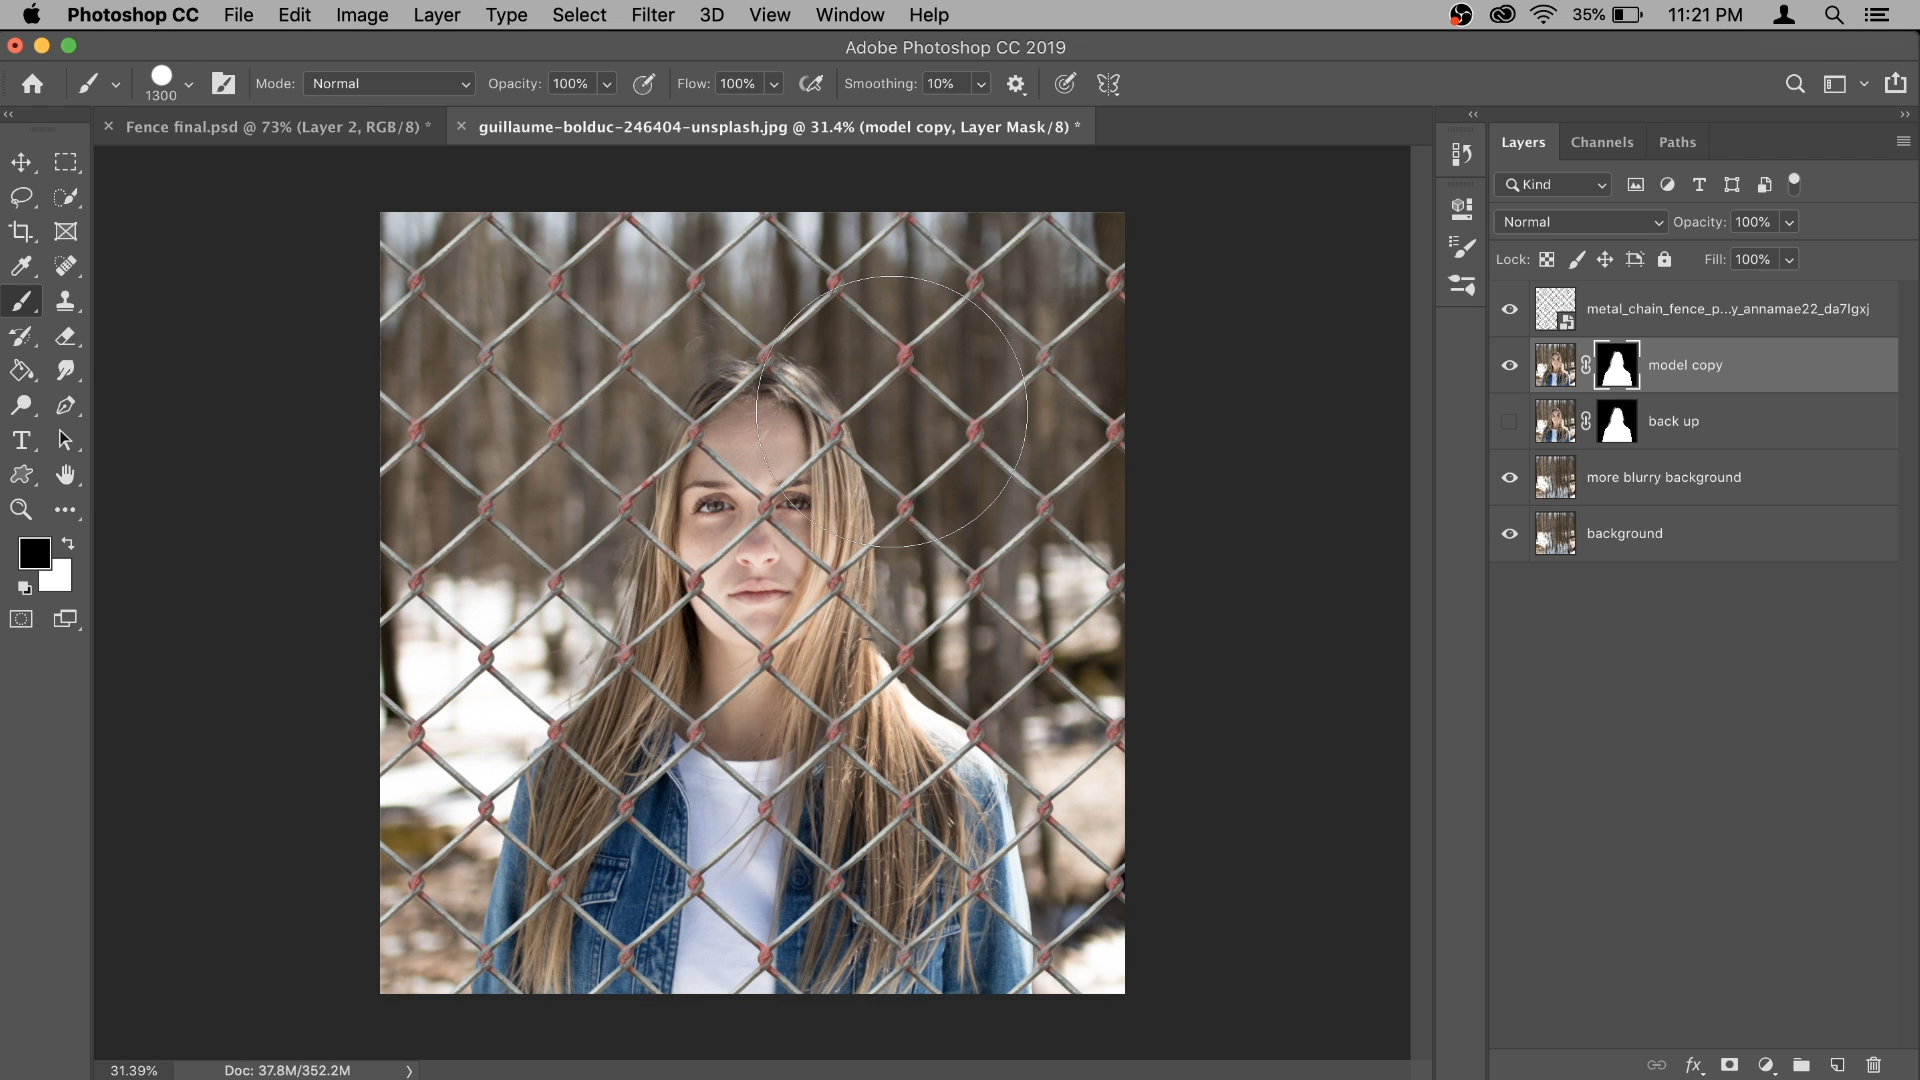 Photoshop CC File Edit Image Layer Type Select Filter 3D View Window Help 35% 11:21 PM
Adobe Photoshop CC 2019
1300 Mode: Normal Opacity: 100% Flow: 100% Smoothing: 10%
Fence final.psd @ 73% (Layer 2, RGB/8) *
guillaume-bolduc-246404-unsplash.jpg @ 31.4% (model copy, Layer Mask/8) *
Layers Channels Paths
Kind
Normal Opacity: 100%
Lock: Fill: 100%
metal_chain_fence_p...y_annamae22_da7lgxj
model copy
back up
more blurry background
background
31.39% Doc: 37.8M/352.2M